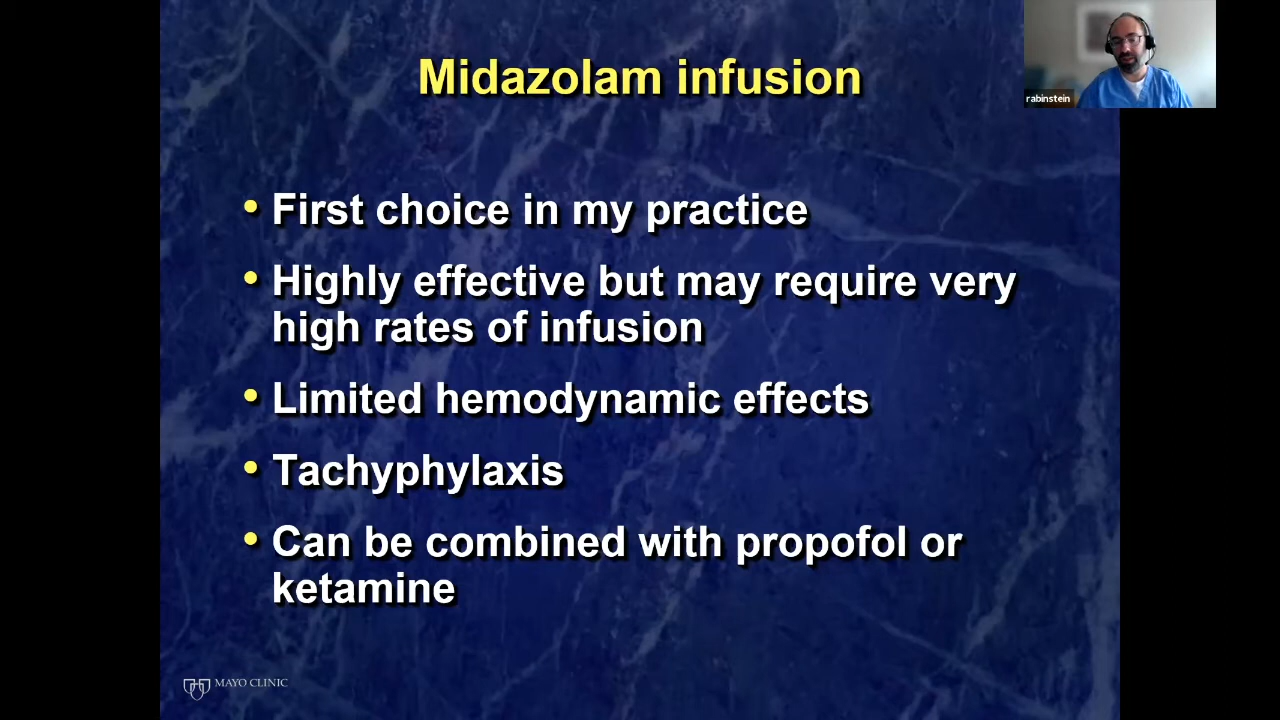 Midazolam infusion
rabinstein
• First choice in my practice
• Highly effective but may require very
high rates of infusion
• Limited hemodynamic effects
• Tachyphylaxis
• Can be combined with propofol or
ketamine
MAYO CLINIC